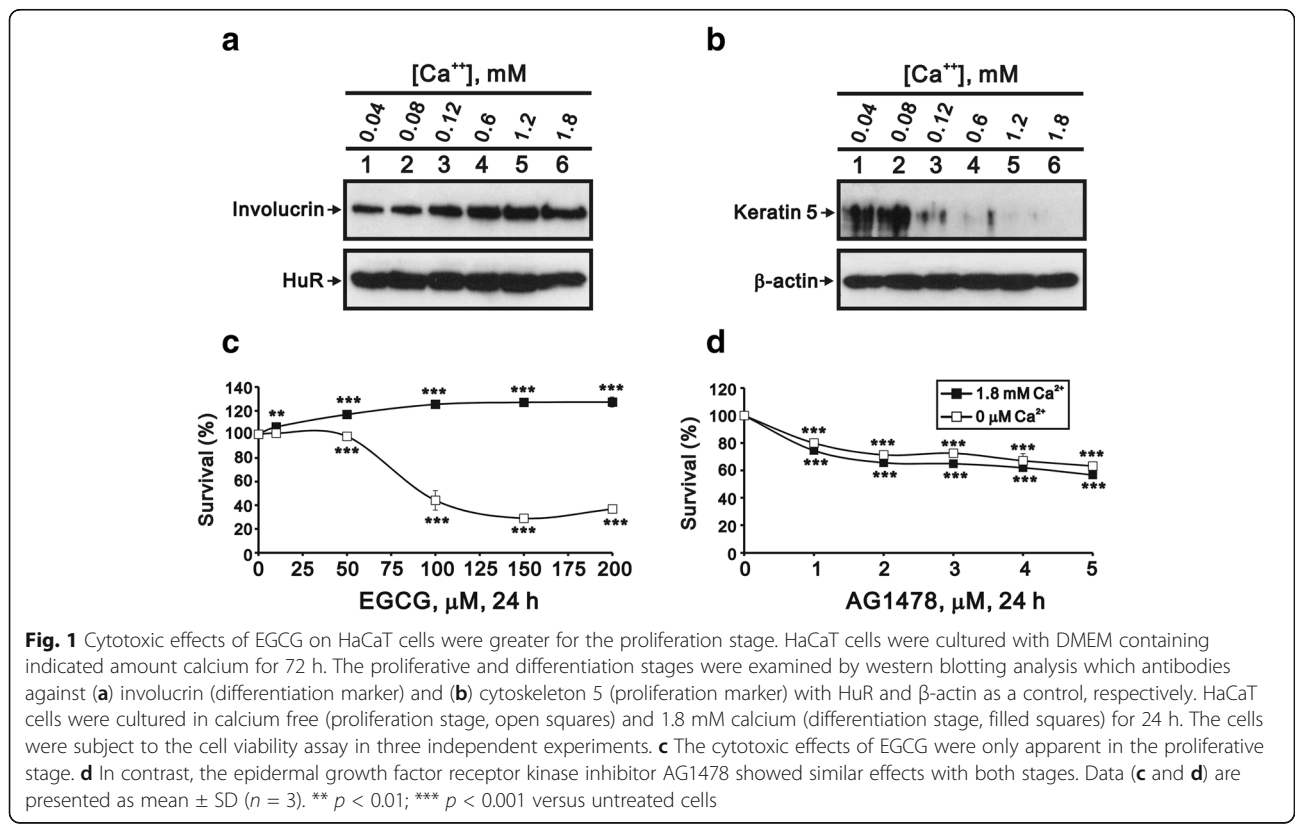 a
[Ca⁺⁺], mM
0.04 0.08 0.12 0.6 1.2 1.8
1 2 3 4 5 6
Involucrin
HuR
b
[Ca⁺⁺], mM
0.04 0.08 0.12 0.6 1.2 1.8
1 2 3 4 5 6
Keratin 5
β-actin
c
Survival (%)
140
120
100
80
60
40
20
0
** *** *** *** ***
*** *** *** ***
0 25 50 75 100 125 150 175 200
EGCG, μM, 24 h
d
Survival (%)
120
100
80
60
40
20
0
1.8 mM Ca²⁺
0 μM Ca²⁺
*** *** *** *** ***
*** *** *** *** ***
0 1 2 3 4 5
AG1478, μM, 24 h
Fig. 1 Cytotoxic effects of EGCG on HaCaT cells were greater for the proliferation stage. HaCaT cells were cultured with DMEM containing
indicated amount calcium for 72 h. The proliferative and differentiation stages were examined by western blotting analysis which antibodies
against (a) involucrin (differentiation marker) and (b) cytoskeleton 5 (proliferation marker) with HuR and β-actin as a control, respectively. HaCaT
cells were cultured in calcium free (proliferation stage, open squares) and 1.8 mM calcium (differentiation stage, filled squares) for 24 h. The cells
were subject to the cell viability assay in three independent experiments. c The cytotoxic effects of EGCG were only apparent in the proliferative
stage. d In contrast, the epidermal growth factor receptor kinase inhibitor AG1478 showed similar effects with both stages. Data (c and d) are
presented as mean ± SD (n = 3). ** p < 0.01; *** p < 0.001 versus untreated cells